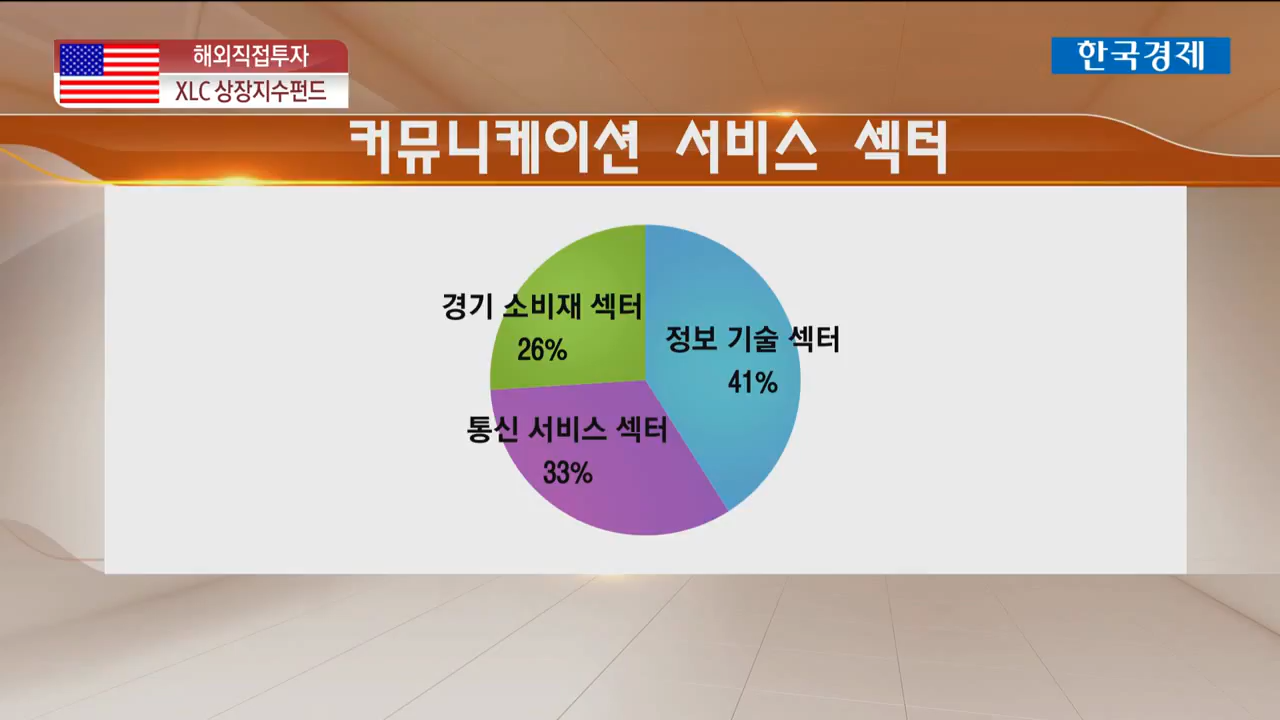 해외직접투자
XLC 상장지수펀드
한국경제
커뮤니케이션 서비스 섹터
경기 소비재 섹터
26%
정보 기술 섹터
41%
통신 서비스 섹터
33%